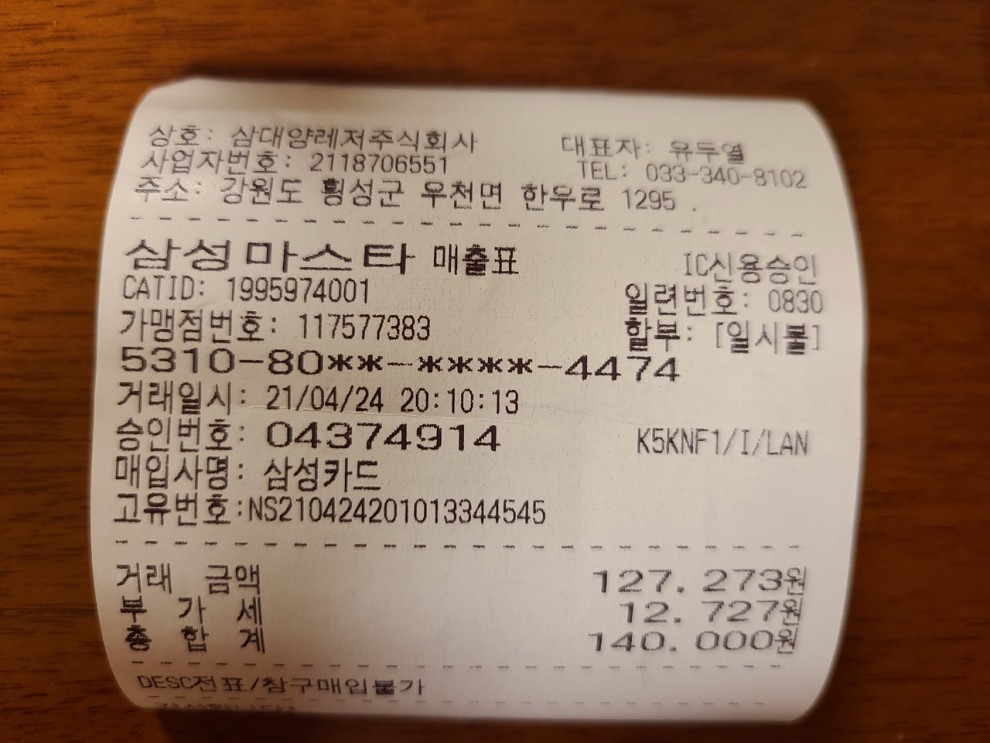 상호: 삼대양레저주식회사 대표자: 유두열
사업자번호: 2118706551 TEL: 033-340-8102
주소: 강원도 횡성군 우천면 한우로 1295 .
삼성마스타 매출표 IC신용승인
CATID: 1995974001 일련번호: 0830
가맹점번호: 117577383 할부: [일시불]
5310-80**-****-4474
거래일시: 21/04/24 20:10:13
승인번호: 04374914 K5KNF1/I/LAN
매입사명: 삼성카드
고유번호:NS210424201013344545
거래 금액 127.273원
부 가 세 12.727원
총 합 계 140.000원
DESC전표/창구매입불가